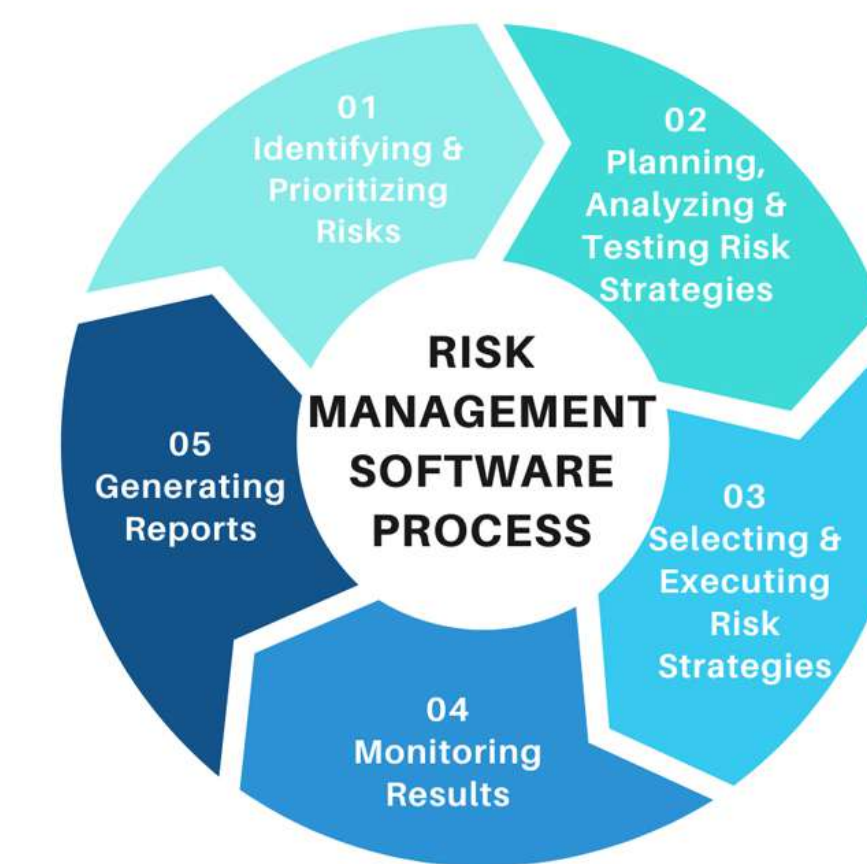 01
Identifying &
Prioritizing
Risks
02
Planning,
Analyzing &
Testing Risk
Strategies
RISK
MANAGEMENT
SOFTWARE
PROCESS
03
Selecting &
Executing
Risk
Strategies
04
Monitoring
Results
05
Generating
Reports